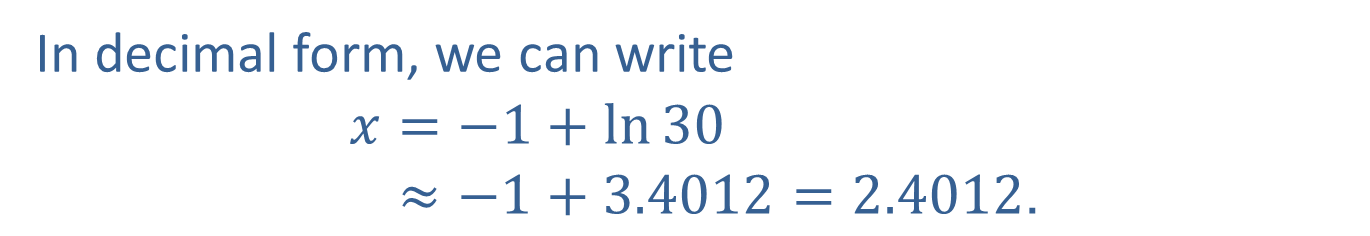 In decimal form, we can write
x = −1 + ln 30
≈ −1 + 3.4012 = 2.4012.